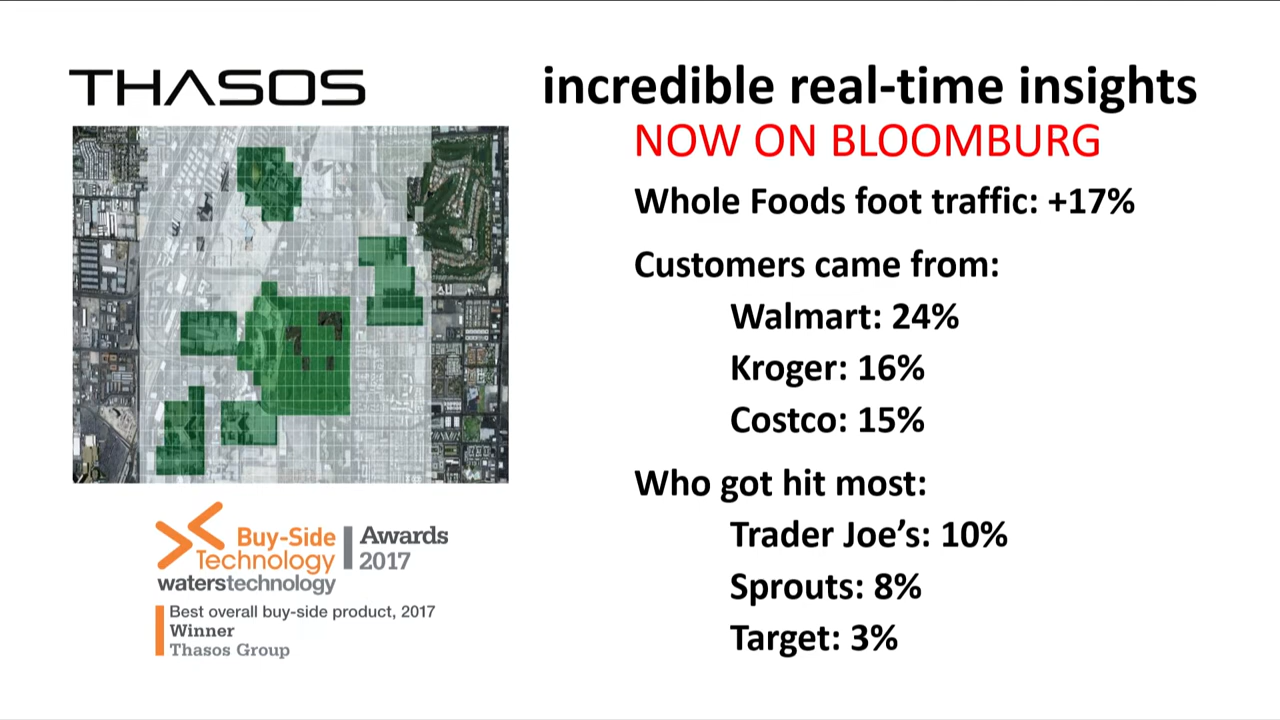 THASOS
incredible real-time insights
NOW ON BLOOMBURG
Whole Foods foot traffic: +17%
Customers came from:
Walmart: 24%
Kroger: 16%
Costco: 15%
Who got hit most:
Trader Joe’s: 10%
Sprouts: 8%
Target: 3%
Buy-Side
Technology
waterstechnology
Awards
2017
Best overall buy-side product, 2017
Winner
Thasos Group